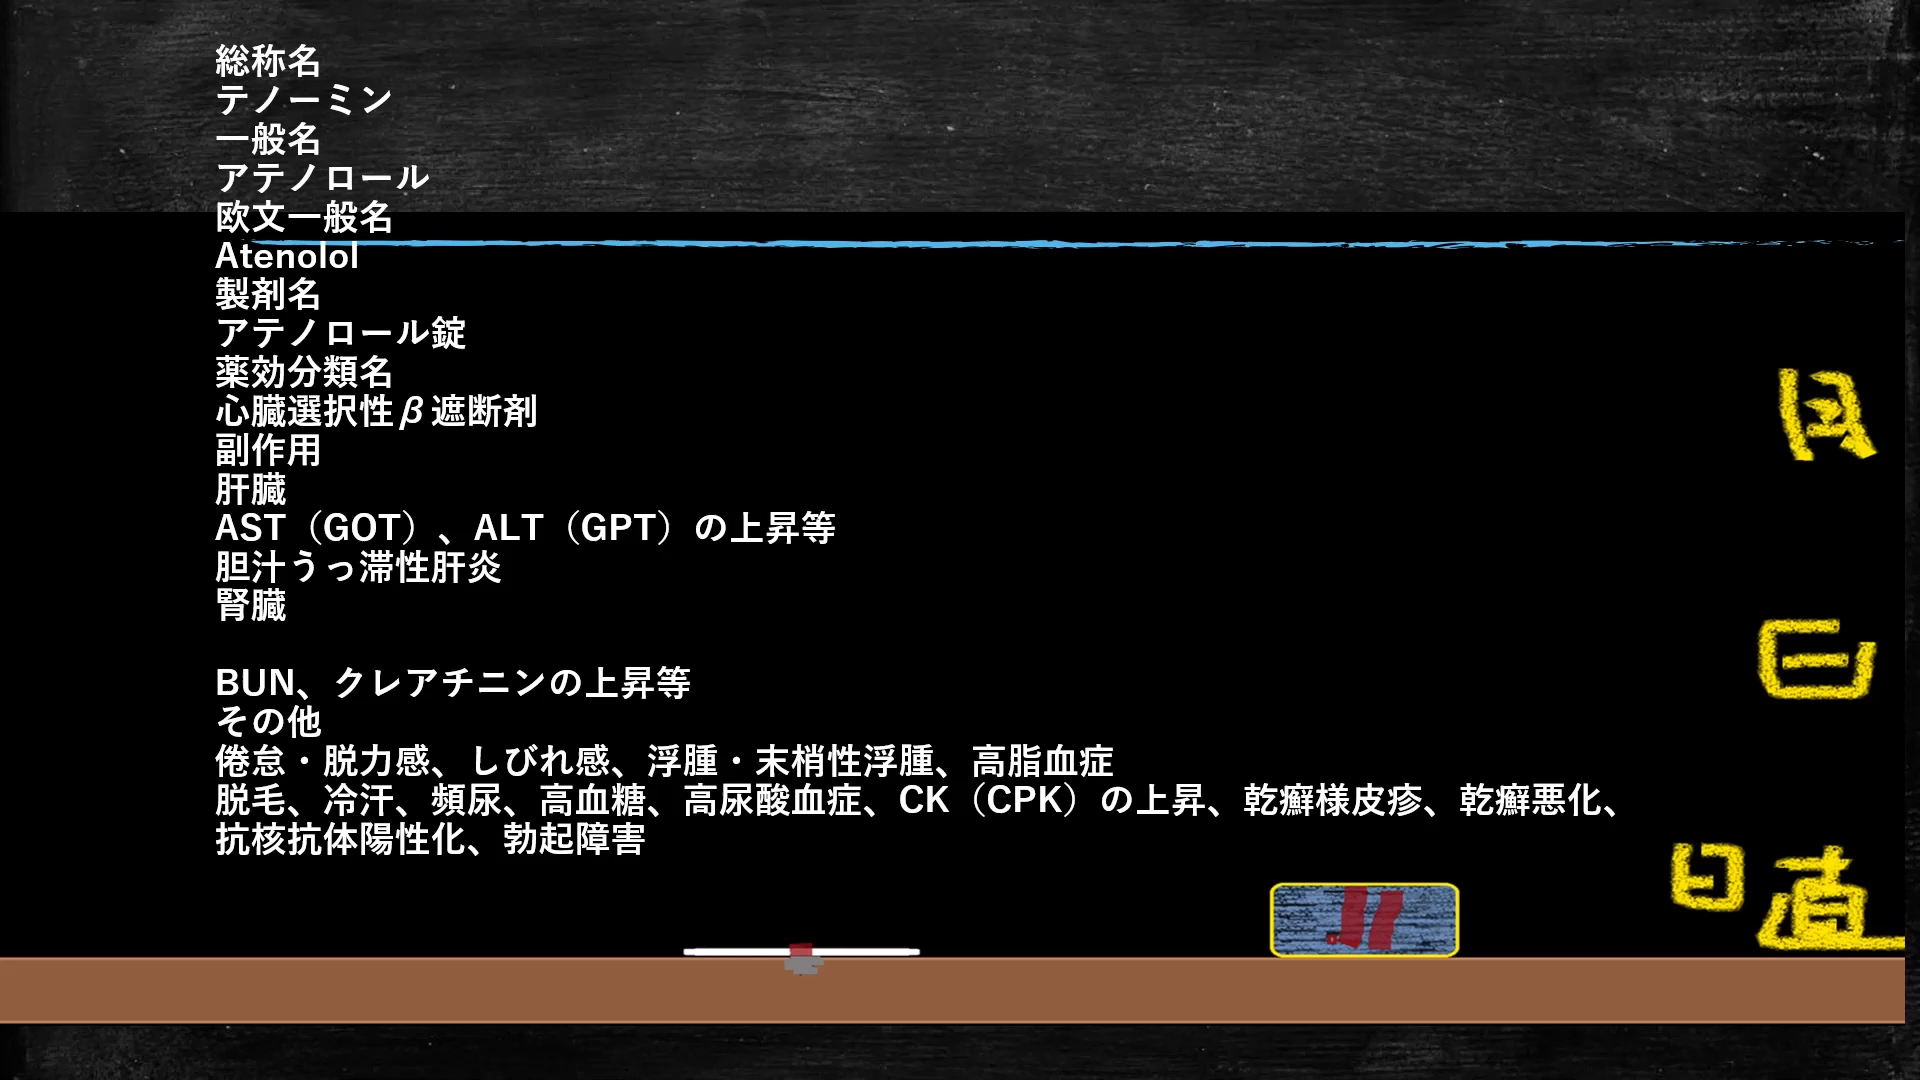 総称名
テノーミン
一般名
アテノロール
欧文一般名
Atenolol
製剤名
アテノロール錠
薬効分類名
心臓選択性β遮断剤
副作用
肝臓
AST（GOT）、ALT（GPT）の上昇等
胆汁うっ滞性肝炎
腎臓
BUN、クレアチニンの上昇等
その他
倦怠・脱力感、しびれ感、浮腫・末梢性浮腫、高脂血症
脱毛、冷汗、頻尿、高血糖、高尿酸血症、CK（CPK）の上昇、乾癬様皮疹、乾癬悪化、
抗核抗体陽性化、勃起障害
日直